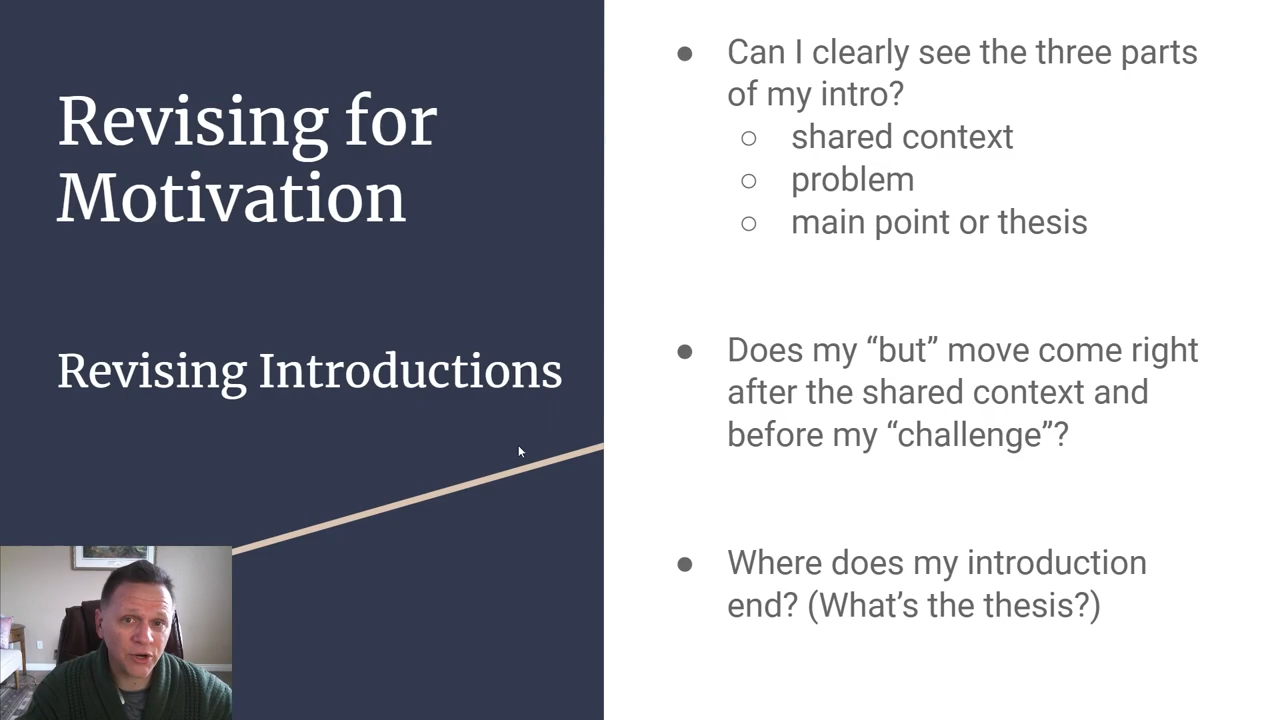 Revising for
Motivation
Revising Introductions
● Can I clearly see the three parts
of my intro?
○ shared context
○ problem
○ main point or thesis
● Does my “but” move come right
after the shared context and
before my “challenge”?
● Where does my introduction
end? (What’s the thesis?)